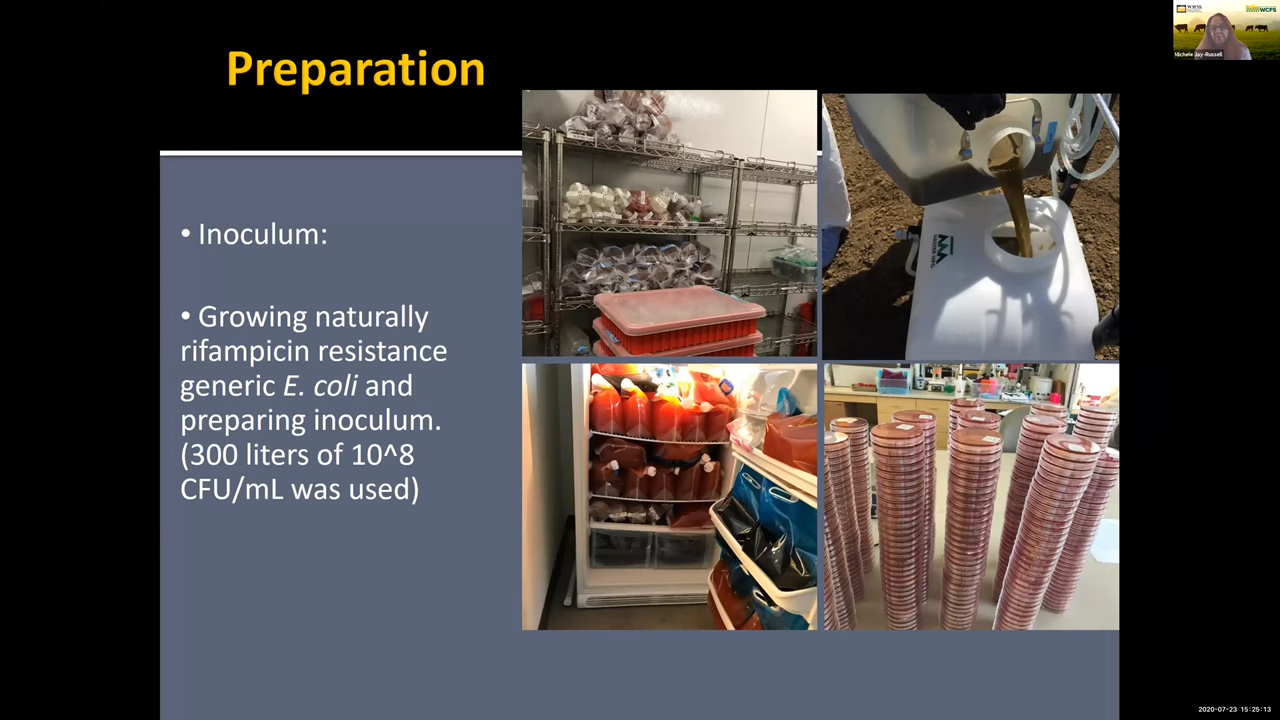 Preparation
• Inoculum:
• Growing naturally
rifampicin resistance
generic E. coli and
preparing inoculum.
(300 liters of 10^8
CFU/mL was used)
WCFS
Michele Jay-Russell
2020-07-23 15:25:13